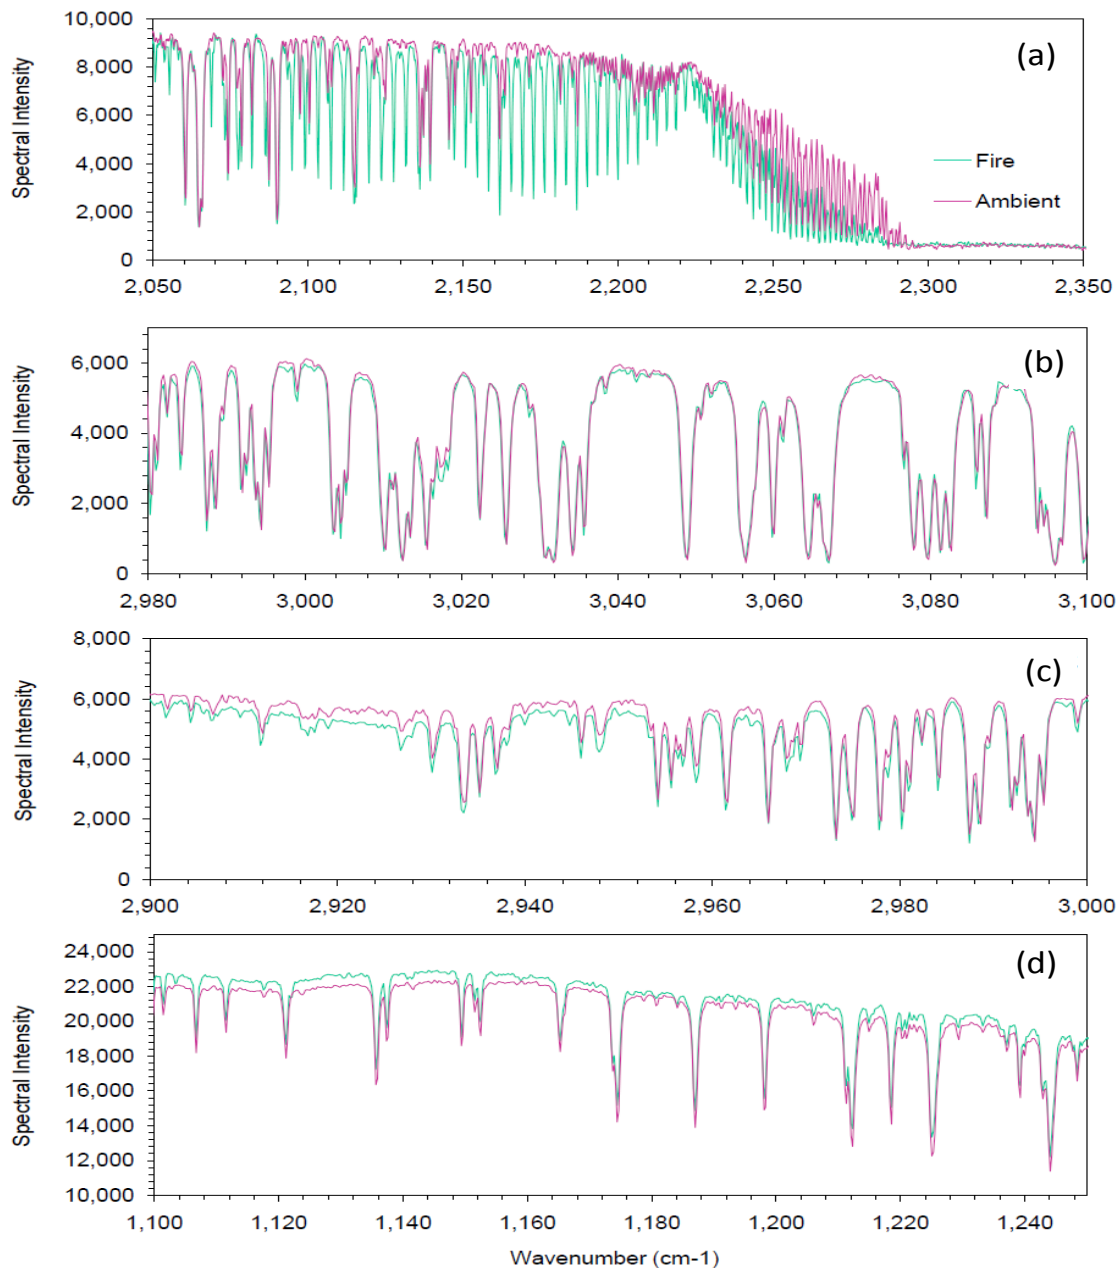 10,000
8,000
6,000
4,000
2,000
0
Spectral Intensity
(a)
Fire
Ambient
2,050 2,100 2,150 2,200 2,250 2,300 2,350
6,000
4,000
2,000
0
Spectral Intensity
(b)
2,980 3,000 3,020 3,040 3,060 3,080 3,100
8,000
6,000
4,000
2,000
0
Spectral Intensity
(c)
2,900 2,920 2,940 2,960 2,980 3,000
24,000
22,000
20,000
18,000
16,000
14,000
12,000
10,000
Spectral Intensity
(d)
1,100 1,120 1,140 1,160 1,180 1,200 1,220 1,240
Wavenumber (cm-1)